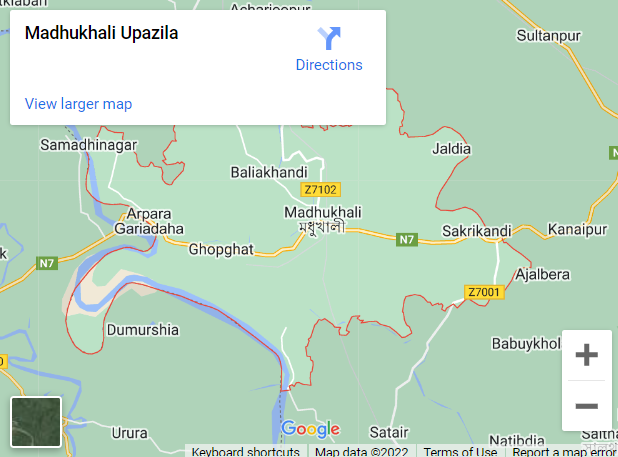 Acharjeepur
Madhukhali Upazila
Directions
View larger map
Sultanpur
Samadhinagar
Jaldia
Baliakhandi
Z7102
Arpara
Gariadaha
Madhukhali
মধুখালী
N7
Sakrikandi
Kanaipur
Ghopghat
N7
Ajalbera
Z7001
Dumurshia
Babuykhol
Urura
Google
Satair
Natibdia
Keyboard shortcuts
Map data ©2022
Terms of Use
Report a map error